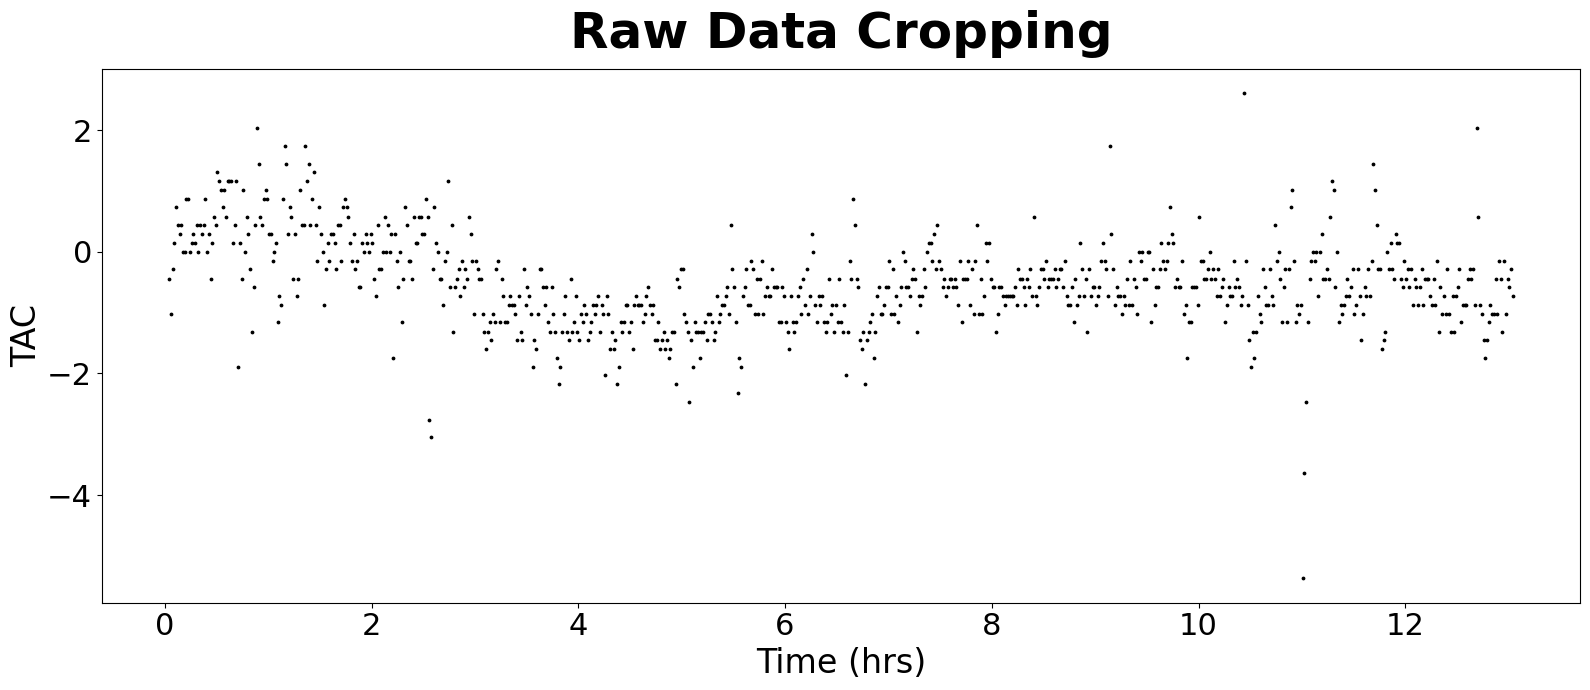 Raw Data Cropping
TAC
2
0
−2
−4
0 2 4 6 8 10 12
Time (hrs)